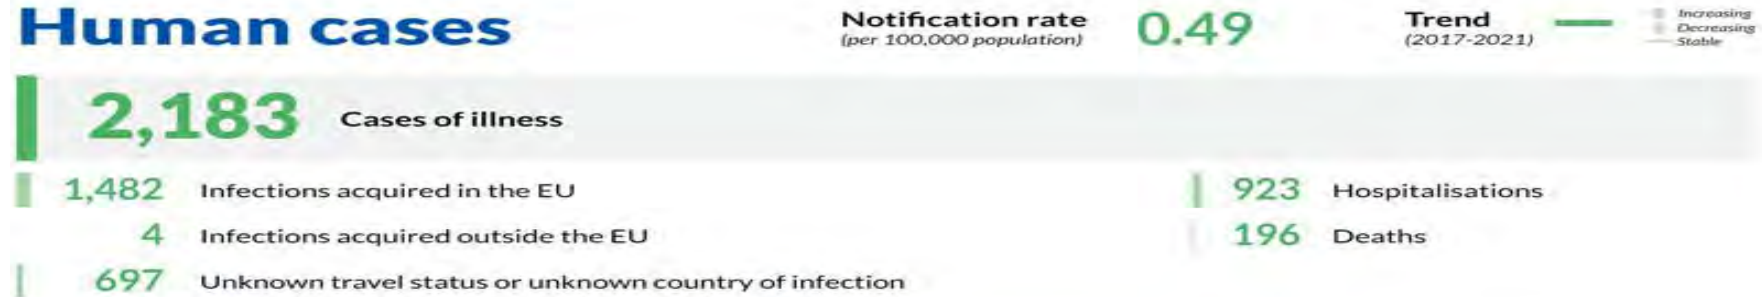 Human cases
Notification rate
(per 100,000 population)
0.49
Trend
(2017-2021)
Increasing
Decreasing
Stable
2,183 Cases of illness
1,482 Infections acquired in the EU
923 Hospitalisations
4 Infections acquired outside the EU
196 Deaths
697 Unknown travel status or unknown country of infection